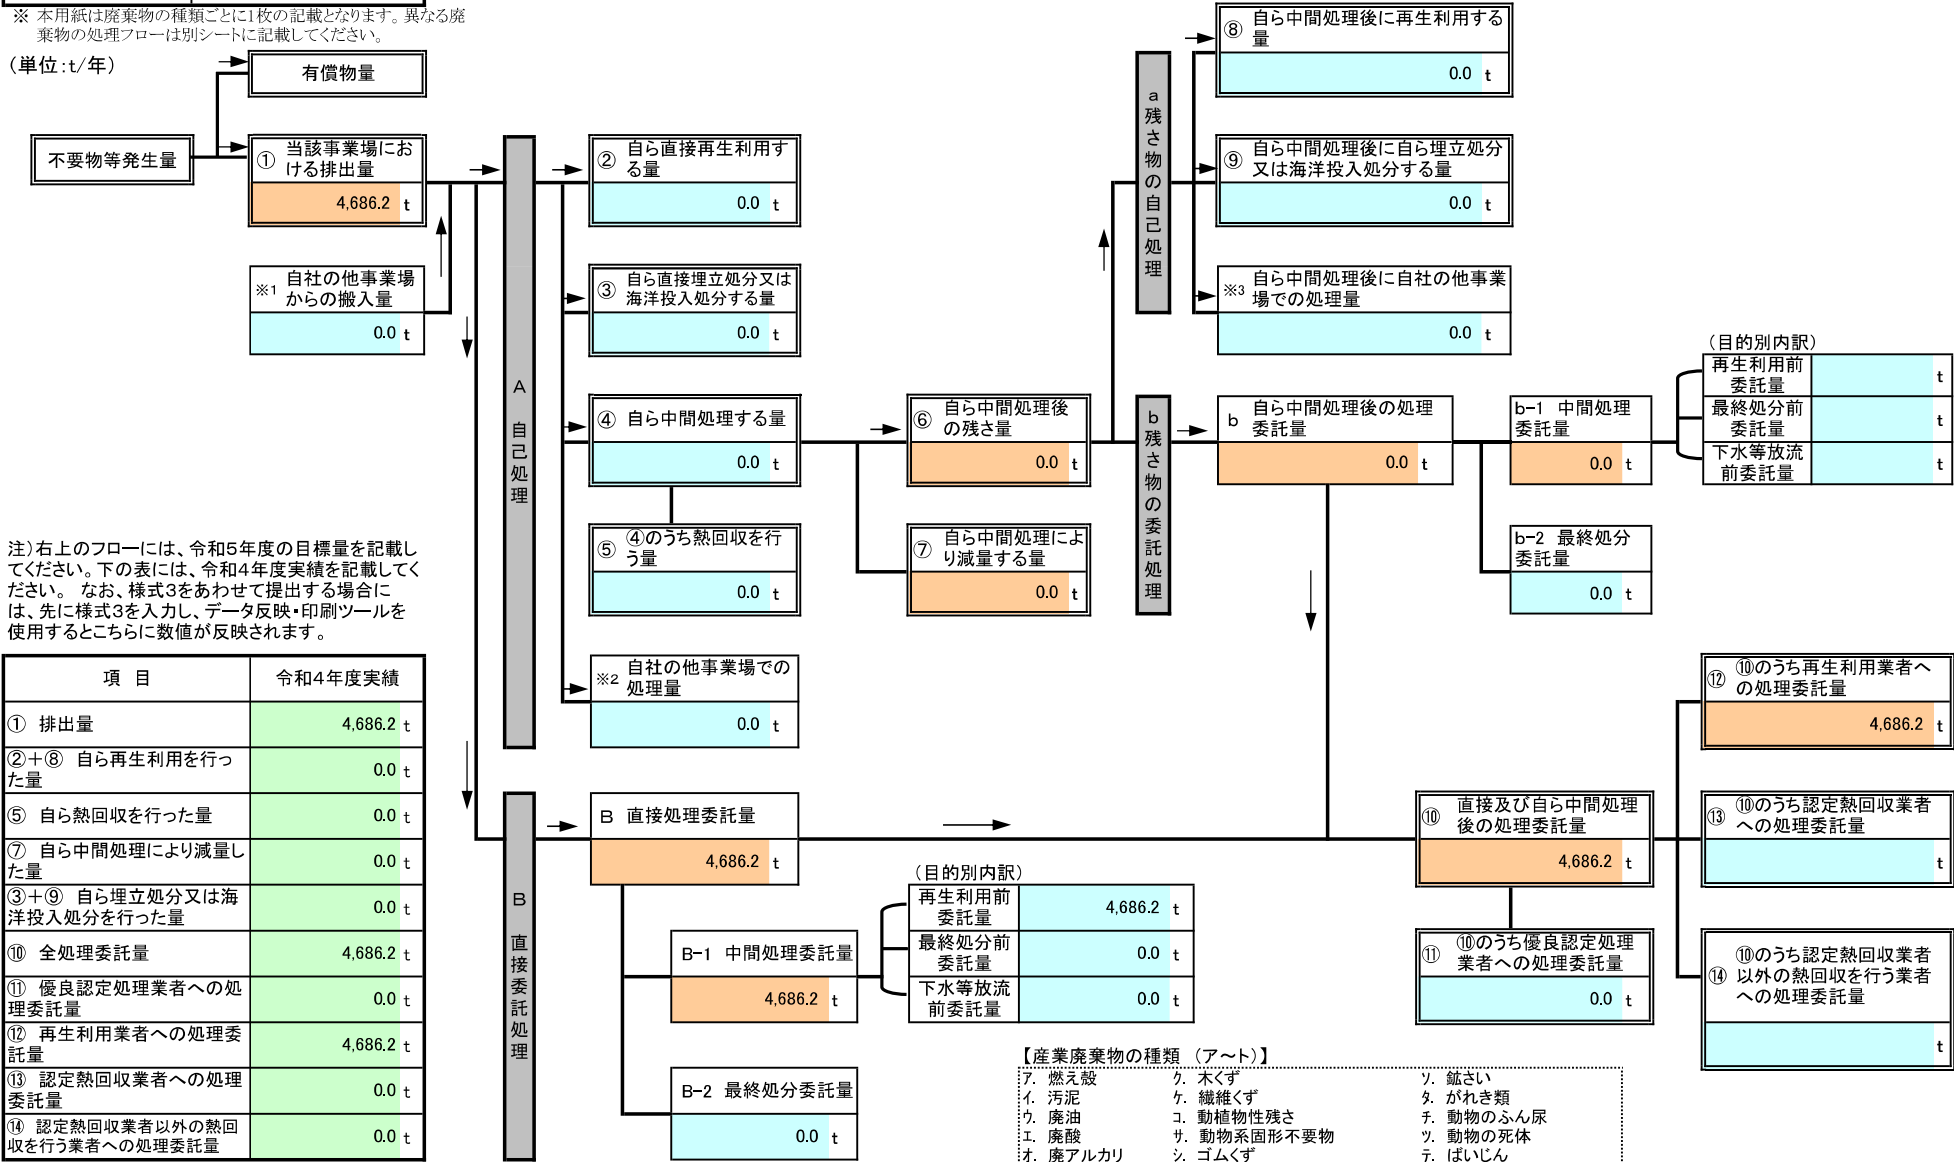 ※ 本用紙は廃棄物の種類ごとに1枚の記載となります。異なる廃
棄物の処理フローは別シートに記載してください。
(単位:t/年)
有償物量
不要物等発生量
① 当該事業場にお
ける排出量
4,686.2 t
※1 自社の他事業場
からの搬入量
0.0 t
A 自己処理
② 自ら直接再生利用す
る量
0.0 t
③ 自ら直接埋立処分又は
海洋投入処分する量
0.0 t
④ 自ら中間処理する量
0.0 t
⑤ ④のうち熱回収を行
う量
0.0 t
※2 自社の他事業場での
処理量
0.0 t
⑥ 自ら中間処理後
の残さ量
0.0 t
⑦ 自ら中間処理によ
り減量する量
0.0 t
a 残さ物の自己処理
⑧ 自ら中間処理後に再生利用する
量
0.0 t
⑨ 自ら中間処理後に自ら埋立処分
又は海洋投入処分する量
0.0 t
※3 自ら中間処理後に自社の他事業
場での処理量
0.0 t
b 残さ物の委託処理
b 自ら中間処理後の処理
委託量
0.0 t
b-1 中間処理
委託量
0.0 t
(目的別内訳)
再生利用前
委託量
t
最終処分前
委託量
t
下水等放流
前委託量
t
b-2 最終処分
委託量
0.0 t
注)右上のフローには、令和5年度の目標量を記載し
てください。下の表には、令和4年度実績を記載してく
ださい。 なお、様式3をあわせて提出する場合に
は、先に様式3を入力し、データ反映・印刷ツールを
使用するとこちらに数値が反映されます。
項 目 令和4年度実績
① 排出量 4,686.2 t
②+⑧ 自ら再生利用を行っ
た量 0.0 t
⑤ 自ら熱回収を行った量 0.0 t
⑦ 自ら中間処理により減量し
た量 0.0 t
③+⑨ 自ら埋立処分又は海
洋投入処分を行った量 0.0 t
⑩ 全処理委託量 4,686.2 t
⑪ 優良認定処理業者への処
理委託量 0.0 t
⑫ 再生利用業者への処理委
託量 4,686.2 t
⑬ 認定熱回収業者への処理
委託量 0.0 t
⑭ 認定熱回収業者以外の熱回
収を行う業者への処理委託量 0.0 t
B 直接委託処理
B 直接処理委託量
4,686.2 t
B-1 中間処理委託量
4,686.2 t
B-2 最終処分委託量
0.0 t
(目的別内訳)
再生利用前
委託量
4,686.2 t
最終処分前
委託量
0.0 t
下水等放流
前委託量
0.0 t
⑩ 直接及び自ら中間処理
後の処理委託量
4,686.2 t
⑪ ⑩のうち優良認定処理
業者への処理委託量
0.0 t
⑫ ⑩のうち再生利用業者へ
の処理委託量
4,686.2 t
⑬ ⑩のうち認定熱回収業者
への処理委託量
t
⑭ ⑩のうち認定熱回収業者
以外の熱回収を行う業者
への処理委託量
t
【産業廃棄物の種類 (ア~ト)】
ア. 燃え殻 ク. 木くず ソ. 鉱さい
イ. 汚泥 ケ. 繊維くず タ. がれき類
ウ. 廃油 コ. 動植物性残さ チ. 動物のふん尿
エ. 廃酸 サ. 動物系固形不要物 ツ. 動物の死体
オ. 廃アルカリ シ. ゴムくず テ. ばいじん